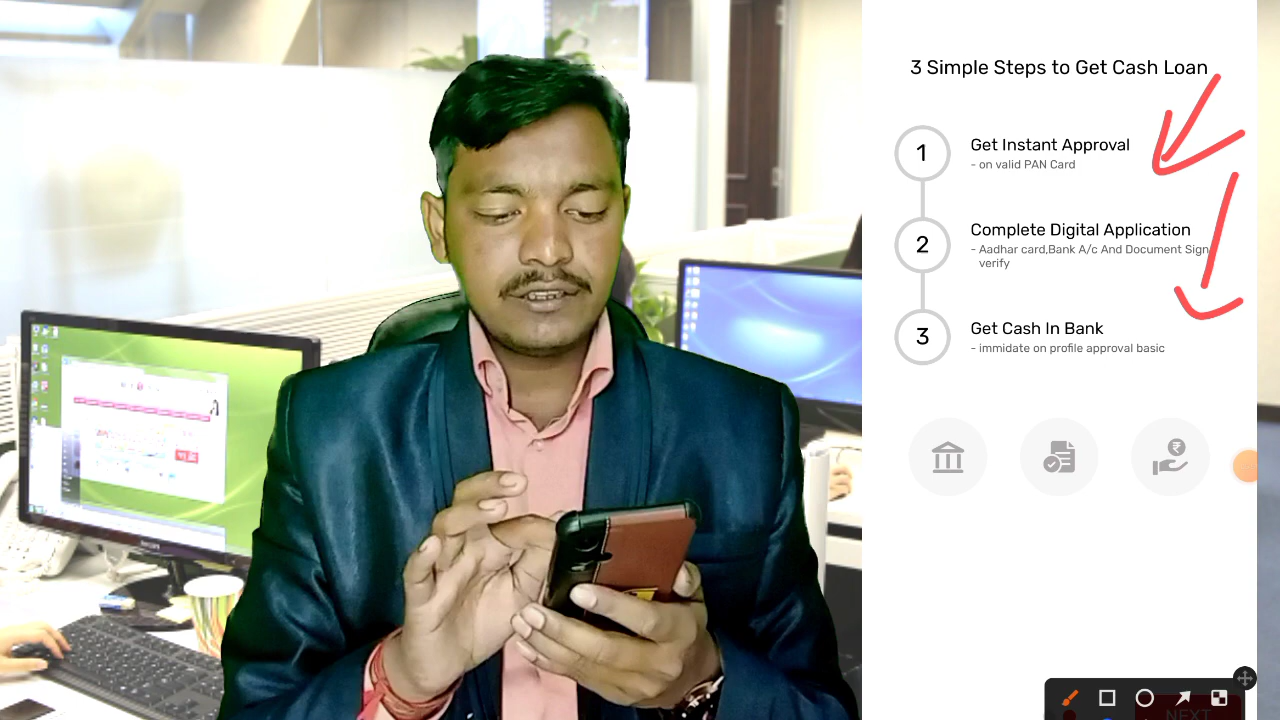 3 Simple Steps to Get Cash Loan
1
Get Instant Approval
- on valid PAN Card
2
Complete Digital Application
- Aadhar card,Bank A/c And Document Sign
verify
3
Get Cash In Bank
- immidate on profile approval basic
NEXT